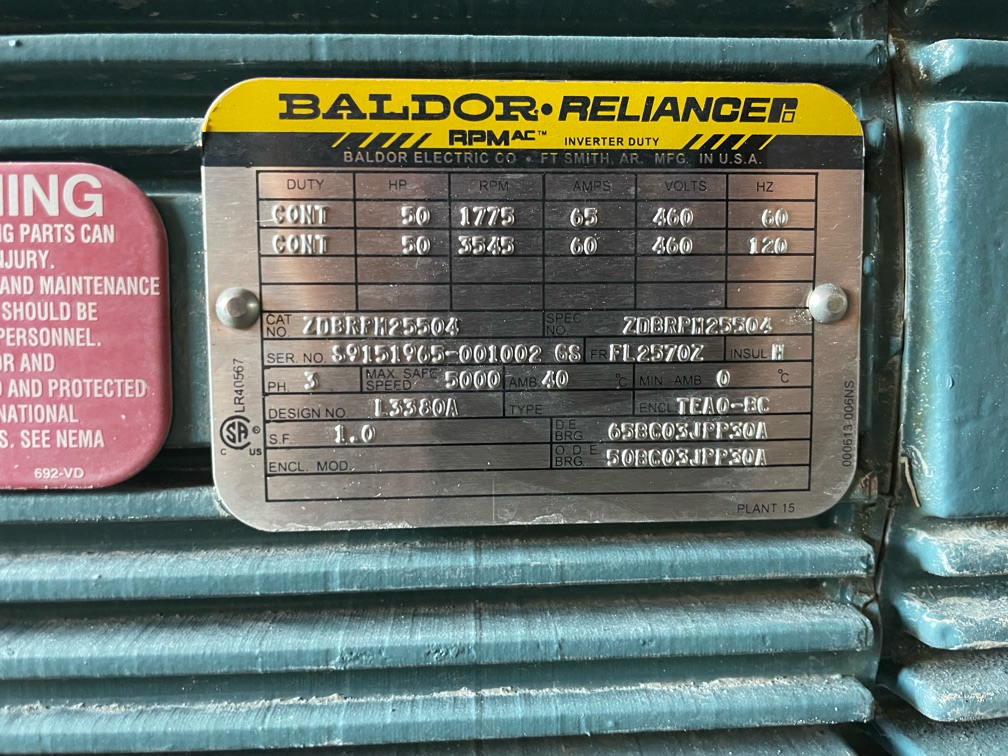 BALDOR · RELIANCE
RPM AC™ INVERTER DUTY
BALDOR ELECTRIC CO • FT SMITH, AR. MFG. IN U.S.A.
DUTY HP RPM AMPS VOLTS HZ
CONT 50 1775 65 460 60
CONT 50 3545 60 460 120
CAT NO. ZDBRPM25504 SPEC NO. ZDBRPM25504
SER. NO. S9151965-001002 GS FR FL2570Z INSUL H
PH. 3 MAX. SAFE SPEED 5000 AMB 40 °C MIN. AMB 0 °C
DESIGN NO. L3380A TYPE ENCL TEAO-BC
S.F. 1.0 D.E. BRG. 65BC03JPP30A
ENCL. MOD. O.D.E. BRG. 50BC03JPP30A
PLANT 15
LR40567
SA ®
C US
000613-006NS
NING
NG PARTS CAN
NJURY.
AND MAINTENANCE
SHOULD BE
PERSONNEL.
OR AND
D AND PROTECTED
NATIONAL
S. SEE NEMA
692-VD